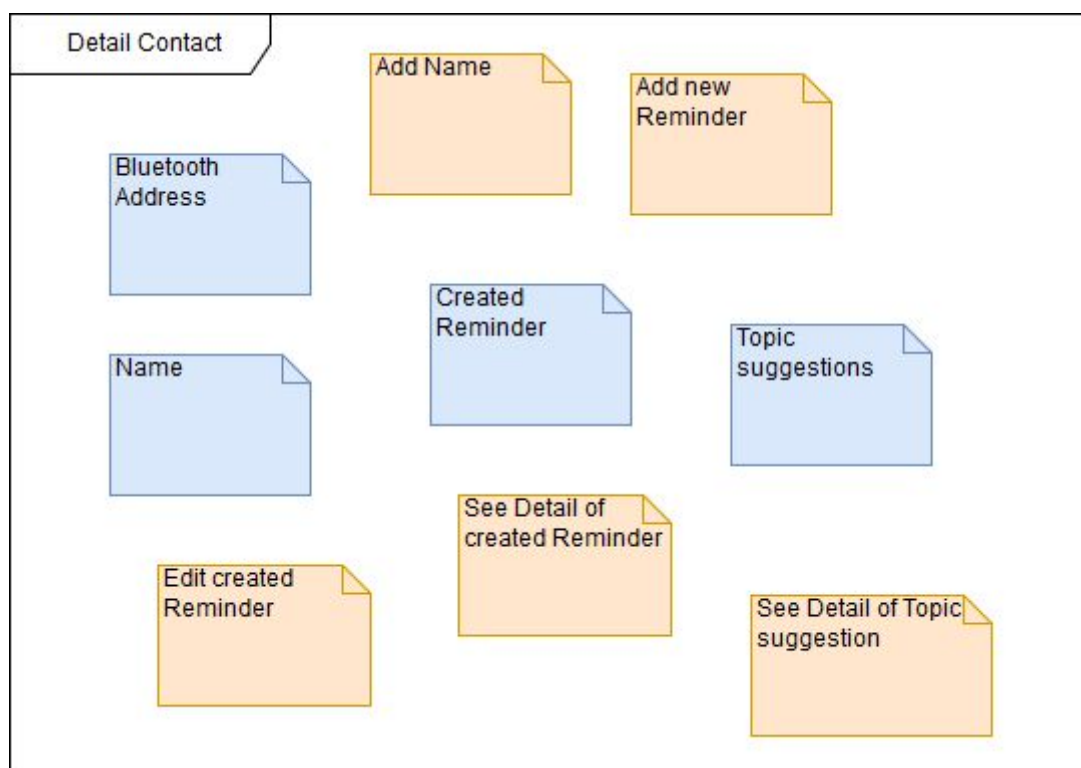 Detail Contact
Add Name
Add new
Reminder
Bluetooth
Address
Created
Reminder
Topic
suggestions
Name
See Detail of
created Reminder
Edit created
Reminder
See Detail of Topic
suggestion